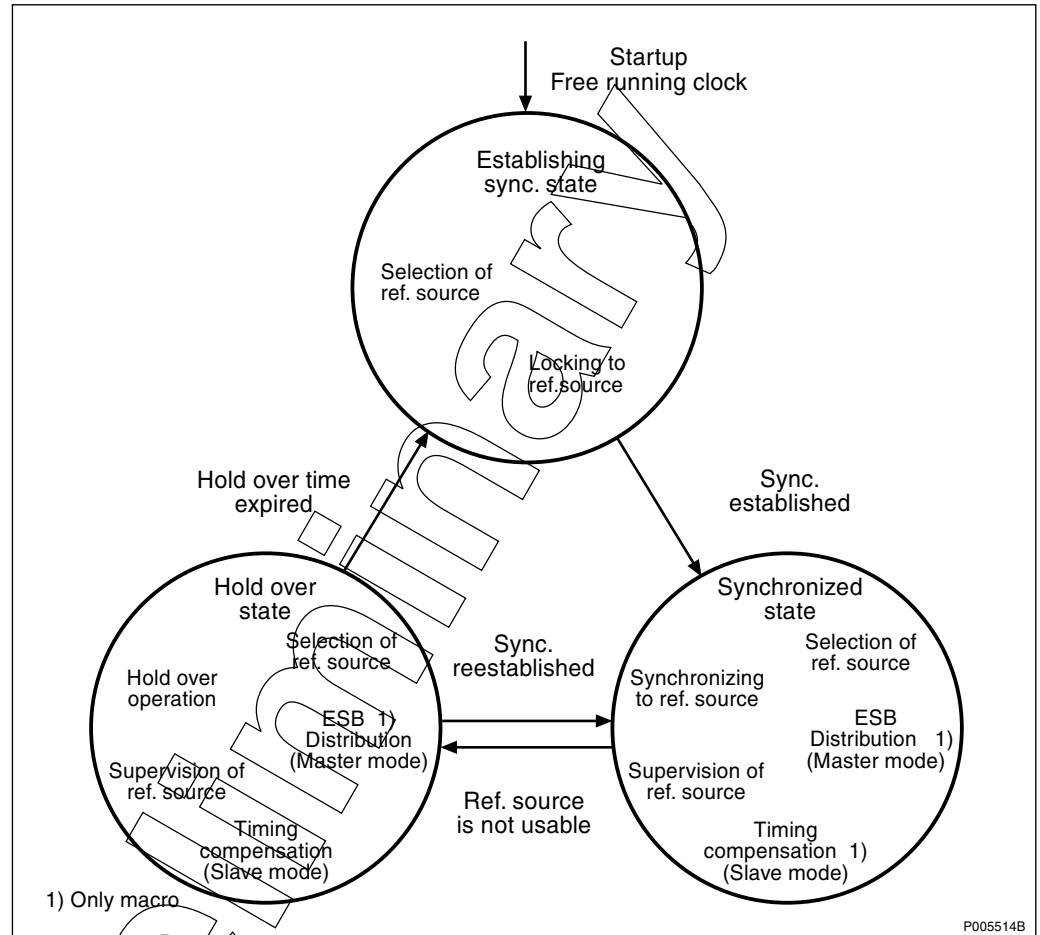 Startup
Free running clock
Establishing
sync. state
Selection of
ref. source
Locking to
ref.source
Hold over time
expired
Sync.
established
Hold over
state
Selection of
ref. source
Hold over
operation
ESB 1)
Distribution
(Master mode)
Supervision of
ref. source
Timing
compensation
(Slave mode)
Sync.
reestablished
Ref. source
is not usable
Synchronized
state
Selection of
ref. source
Synchronizing
to ref. source
ESB
Distribution 1)
(Master mode)
Supervision of
ref. source
Timing
compensation 1)
(Slave mode)
1) Only macro
P005514B